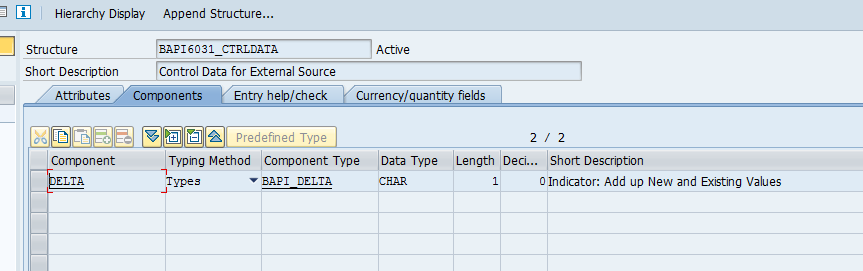 Hierarchy Display Append Structure...
Structure BAPI6031_CTRLDATA Active
Short Description Control Data for External Source
Attributes Components Entry help/check Currency/quantity fields
Predefined Type 2 / 2
Component Typing Method Component Type Data Type Length Deci... Short Description
DELTA Types BAPI_DELTA CHAR 1 0 Indicator: Add up New and Existing Values